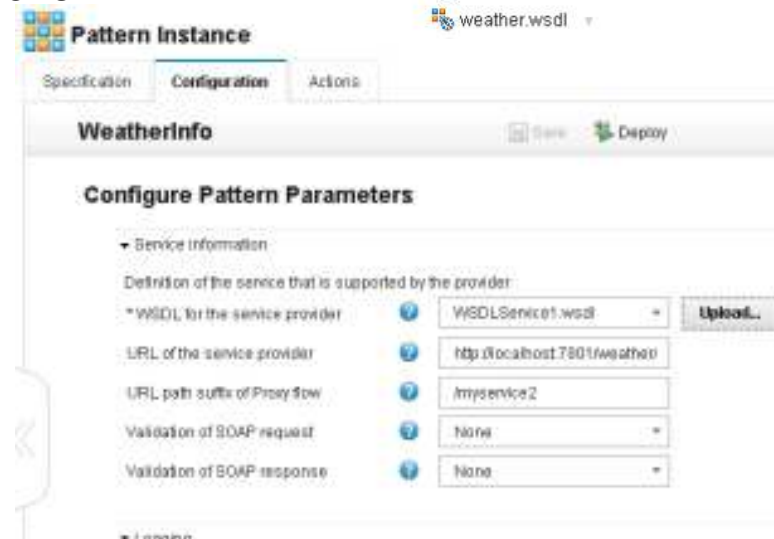 Pattern Instance
weather.wsdl
Specification Configuration Actions
WeatherInfo Save Deploy
Configure Pattern Parameters
Service information
Definition of the service that is supported by the provider
* WSDL for the service provider WSDLService1.wsdl Upload...
URL of the service provider http://localhost:7801/weather/
URL path suffix of Proxy flow /myservice2
Validation of SOAP request None
Validation of SOAP response None
Logging